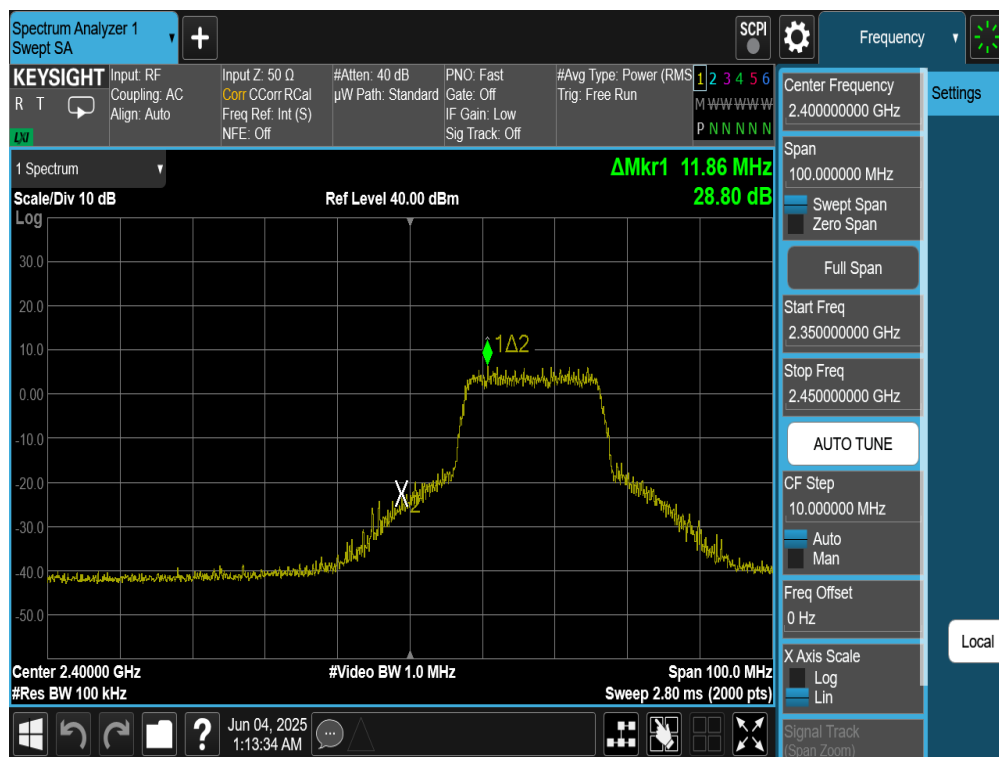 Spectrum Analyzer 1
Swept SA
+
SCPI
Frequency
KEYSIGHT
R T
LXI
Input: RF
Coupling: AC
Align: Auto
Input Z: 50 Ω
Corr CCorr RCal
Freq Ref: Int (S)
NFE: Off
#Atten: 40 dB
µW Path: Standard
PNO: Fast
Gate: Off
IF Gain: Low
Sig Track: Off
#Avg Type: Power (RMS
Trig: Free Run
1 2 3 4 5 6
M W W W W W
P N N N N N
1 Spectrum
ΔMkr1 11.86 MHz
28.80 dB
Scale/Div 10 dB
Ref Level 40.00 dBm
Log
30.0
20.0
10.0
0.00
-10.0
-20.0
-30.0
-40.0
-50.0
1Δ2
X
2
Center 2.40000 GHz
#Video BW 1.0 MHz
Span 100.0 MHz
#Res BW 100 kHz
Sweep 2.80 ms (2000 pts)
?
Jun 04, 2025
1:13:34 AM
Center Frequency
2.400000000 GHz
Span
100.000000 MHz
Swept Span
Zero Span
Full Span
Start Freq
2.350000000 GHz
Stop Freq
2.450000000 GHz
AUTO TUNE
CF Step
10.000000 MHz
Auto
Man
Freq Offset
0 Hz
X Axis Scale
Log
Lin
Signal Track
(Span Zoom)
Settings
Local